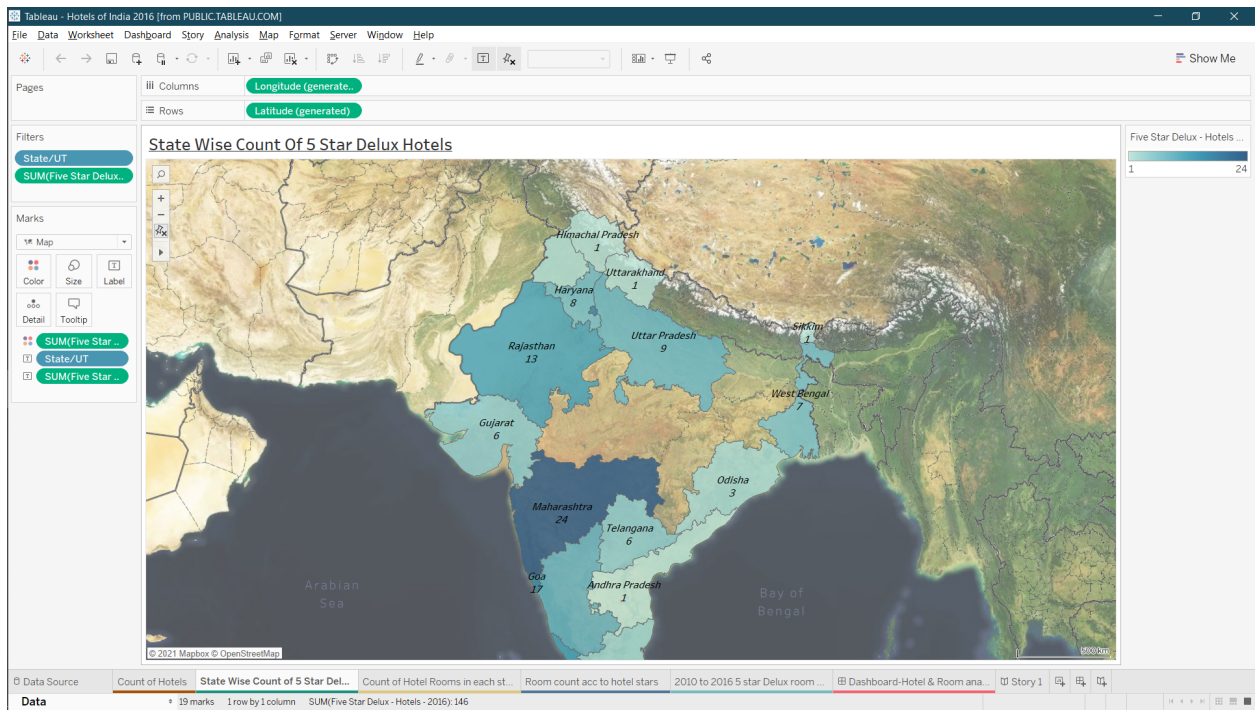 Tableau - Hotels of India 2016 [from PUBLIC.TABLEAU.COM]
File Data Worksheet Dashboard Story Analysis Map Format Server Window Help
Show Me
Pages
Columns
Longitude (generate..
Rows
Latitude (generated)
Filters
State/UT
SUM(Five Star Delux..
Marks
Map
Color
Size
Label
Detail
Tooltip
SUM(Five Star ..
State/UT
SUM(Five Star ..
State Wise Count Of 5 Star Delux Hotels
Himachal Pradesh
1
Uttarakhand
1
Haryana
8
Sikkim
1
Uttar Pradesh
9
Rajasthan
13
West Bengal
7
Gujarat
6
Odisha
3
Maharashtra
24
Telangana
6
Goa
17
Andhra Pradesh
1
Arabian
Sea
Bay of
Bengal
© 2021 Mapbox © OpenStreetMap
500 km
Five Star Delux - Hotels ...
1 24
Data Source
Count of Hotels
State Wise Count of 5 Star Del...
Count of Hotel Rooms in each st...
Room count acc to hotel stars
2010 to 2016 5 star Delux room ...
Dashboard-Hotel & Room ana...
Story 1
Data
19 marks 1 row by 1 column SUM(Five Star Delux - Hotels - 2016): 146